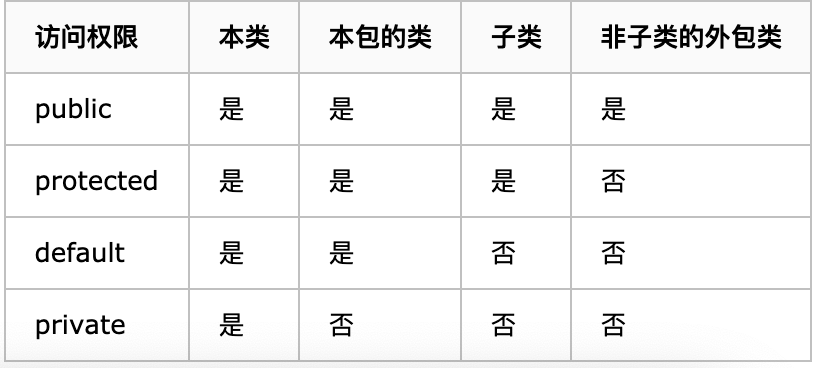 访问权限 本类 本包的类 子类 非子类的外包类
public 是 是 是 是
protected 是 是 是 否
default 是 是 否 否
private 是 否 否 否